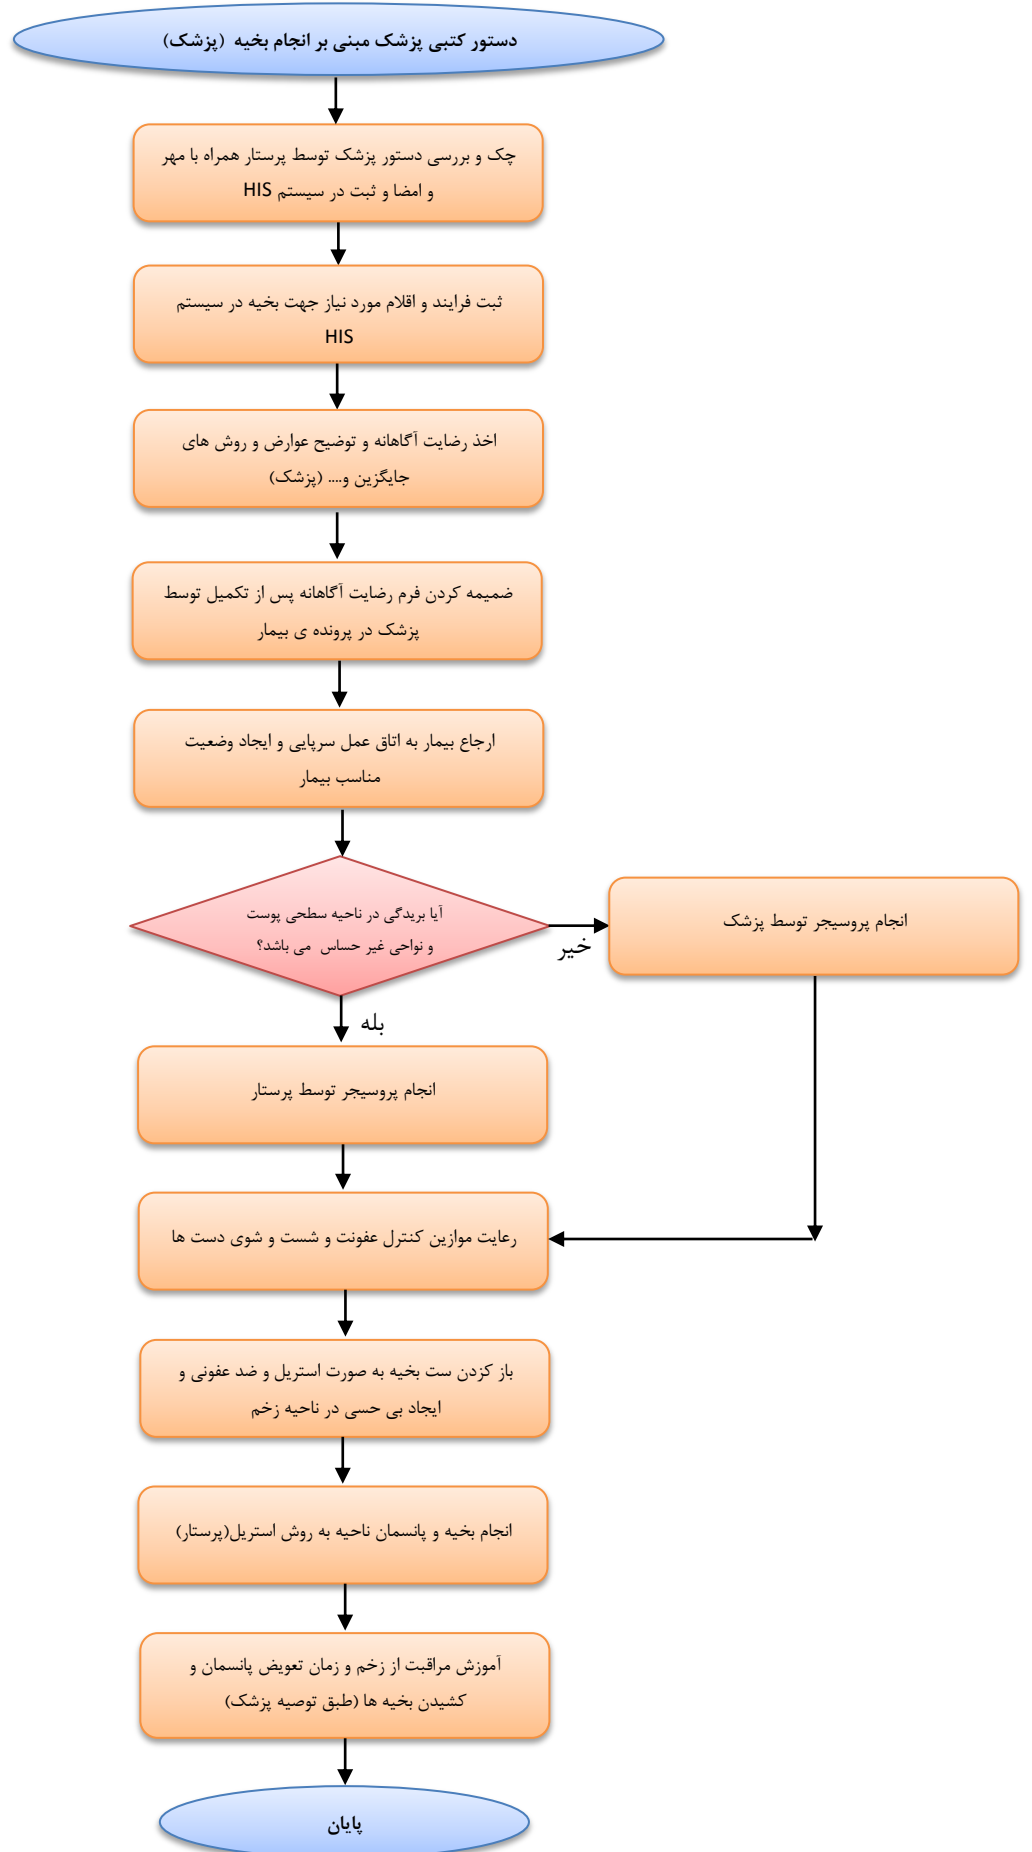 دستور کتبی پزشک مبنی بر انجام بخیه (پزشک)
چک و بررسی دستور پزشک توسط پرستار همراه با مهر
و امضا و ثبت در سیستم HIS
ثبت فرایند و اقلام مورد نیاز جهت بخیه در سیستم
HIS
اخذ رضایت آگاهانه و توضیح عوارض و روش های
جایگزین و.... (پزشک)
ضمیمه کردن فرم رضایت آگاهانه پس از تکمیل توسط
پزشک در پرونده ی بیمار
ارجاع بیمار به اتاق عمل سرپایی و ایجاد وضعیت
مناسب بیمار
آیا بریدگی در ناحیه سطحی پوست
و نواحی غیر حساس می باشد؟
خیر
انجام پروسیجر توسط پزشک
بله
انجام پروسیجر توسط پرستار
رعایت موازین کنترل عفونت و شست و شوی دست ها
باز کزدن ست بخیه به صورت استریل و ضد عفونی و
ایجاد بی حسی در ناحیه زخم
انجام بخیه و پانسمان ناحیه به روش استریل(پرستار)
آموزش مراقبت از زخم و زمان تعویض پانسمان و
کشیدن بخیه ها (طبق توصیه پزشک)
پایان